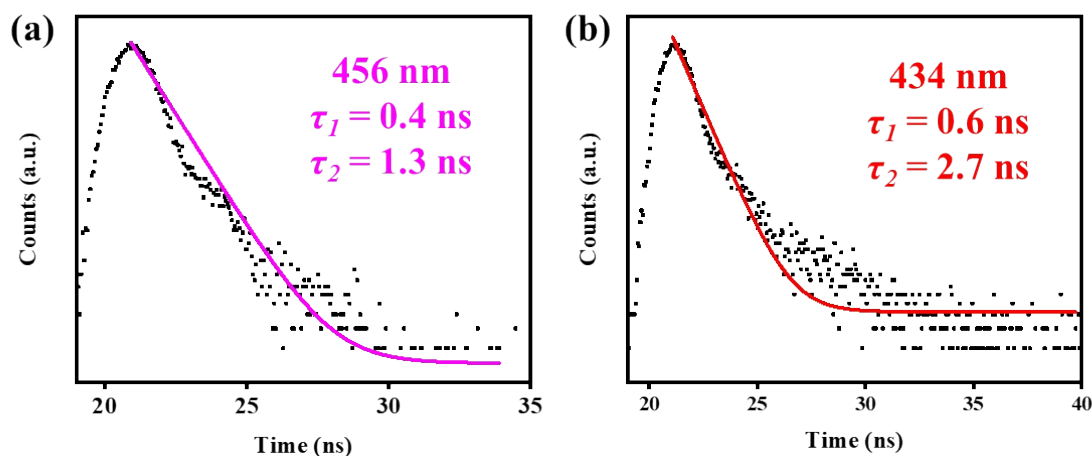 (a)
456 nm
τ1 = 0.4 ns
τ2 = 1.3 ns
Counts (a.u.)
20 25 30 35
Time (ns)
(b)
434 nm
τ1 = 0.6 ns
τ2 = 2.7 ns
Counts (a.u.)
20 25 30 35 40
Time (ns)